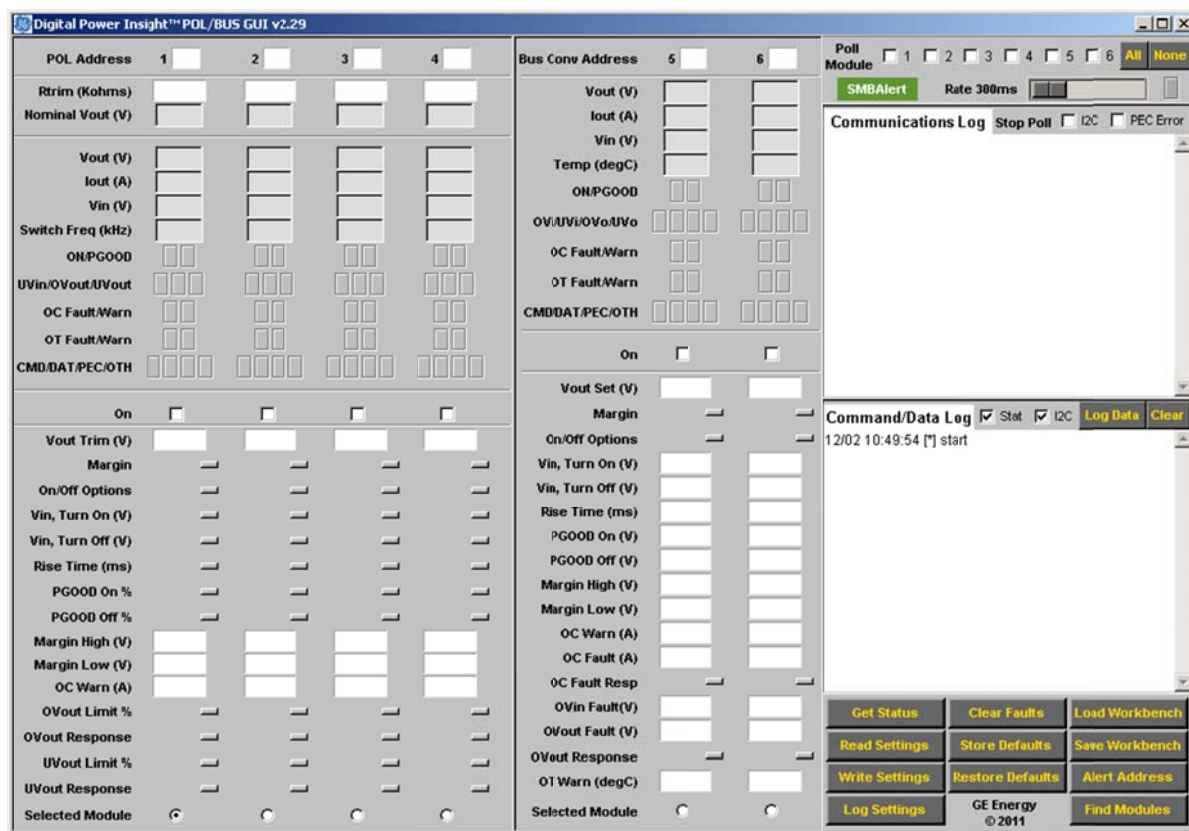 Digital Power Insight™ POL/BUS GUI v2.29
POL Address 1 2 3 4
Rtrim (Kohms)
Nominal Vout (V)
Vout (V)
Iout (A)
Vin (V)
Switch Freq (kHz)
ON/PGOOD
UVin/OVout/UVout
OC Fault/Warn
OT Fault/Warn
CMD/DAT/PEC/OTH
On
Vout Trim (V)
Margin
On/Off Options
Vin, Turn On (V)
Vin, Turn Off (V)
Rise Time (ms)
PGOOD On %
PGOOD Off %
Margin High (V)
Margin Low (V)
OC Warn (A)
OVout Limit %
OVout Response
UVout Limit %
UVout Response
Selected Module
Bus Conv Address 5 6
Vout (V)
Iout (A)
Vin (V)
Temp (degC)
ON/PGOOD
OVi/UVi/OVo/UVo
OC Fault/Warn
OT Fault/Warn
CMD/DAT/PEC/OTH
On
Vout Set (V)
Margin
On/Off Options
Vin, Turn On (V)
Vin, Turn Off (V)
Rise Time (ms)
PGOOD On (V)
PGOOD Off (V)
Margin High (V)
Margin Low (V)
OC Warn (A)
OC Fault (A)
OC Fault Resp
OVin Fault(V)
OVout Fault (V)
OVout Response
OT Warn (degC)
Selected Module
Poll Module 1 2 3 4 5 6 All None
SMBAlert Rate 300ms
Communications Log Stop Poll I2C PEC Error
Command/Data Log Stat I2C Log Data Clear
12/02 10:49:54 [*] start
Get Status Clear Faults Load Workbench
Read Settings Store Defaults Save Workbench
Write Settings Restore Defaults Alert Address
Log Settings GE Energy © 2011 Find Modules